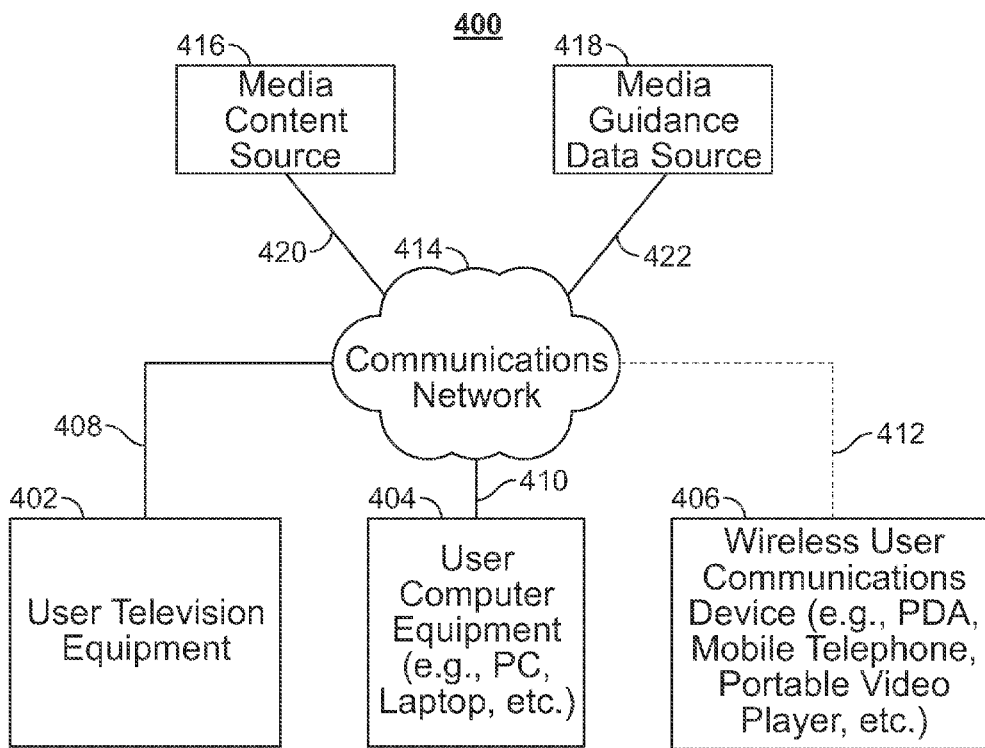 400
416
Media
Content
Source
418
Media
Guidance
Data Source
420
414
422
Communications
Network
408
412
402
404
410
406
User Television
Equipment
User
Computer
Equipment
(e.g., PC,
Laptop, etc.)
Wireless User
Communications
Device (e.g., PDA,
Mobile Telephone,
Portable Video
Player, etc.)